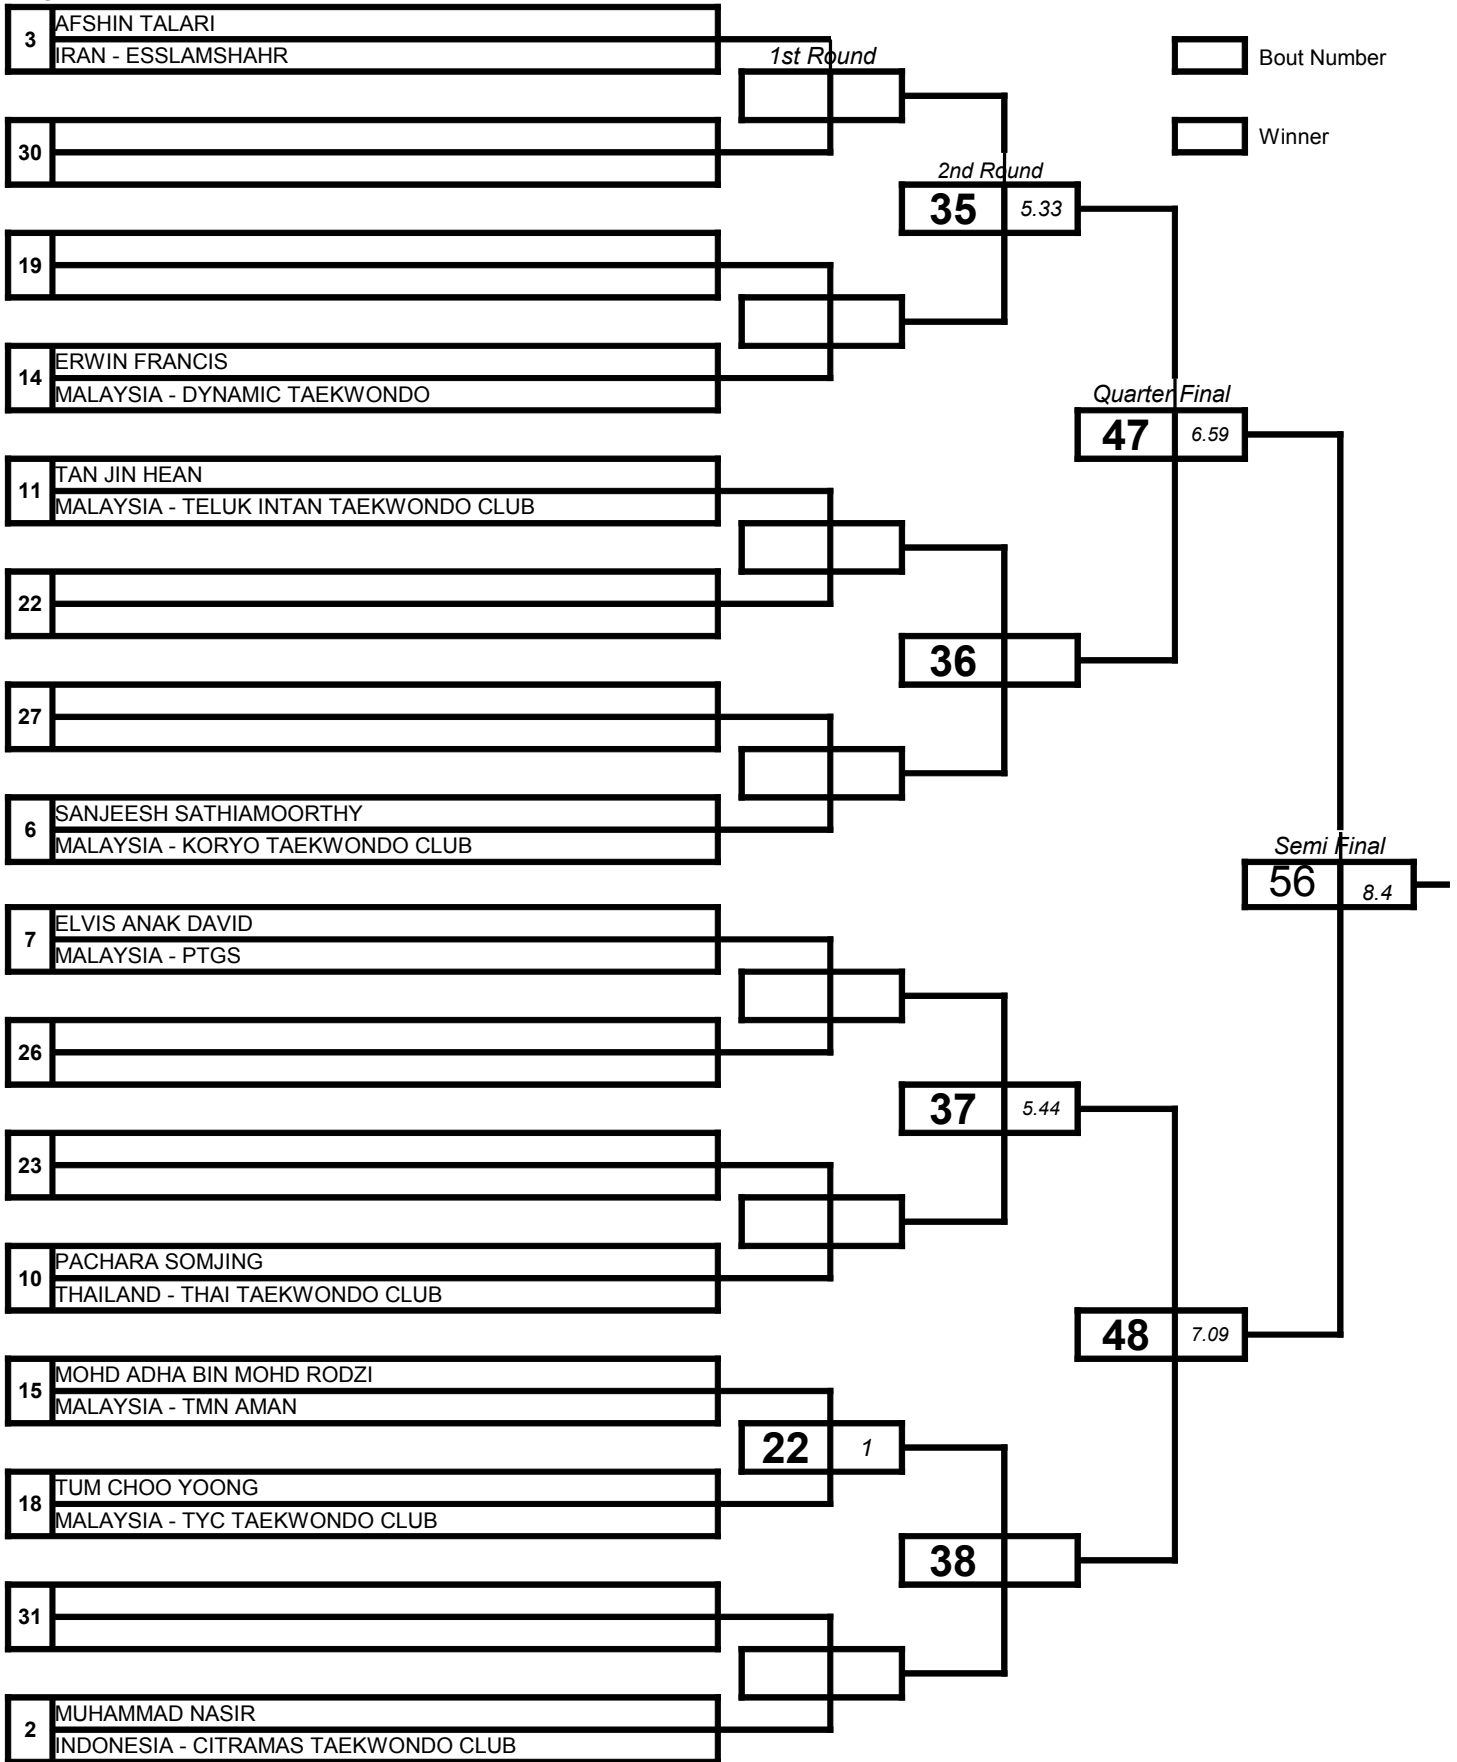 3
AFSHIN TALARI
IRAN - ESSLAMSHAHR
1st Round
Bout Number
Winner
30
2nd Round
35 5.33
19
14
ERWIN FRANCIS
MALAYSIA - DYNAMIC TAEKWONDO
Quarter Final
47 6.59
11
TAN JIN HEAN
MALAYSIA - TELUK INTAN TAEKWONDO CLUB
22
36
27
6
SANJEESH SATHIAMOORTHY
MALAYSIA - KORYO TAEKWONDO CLUB
Semi Final
56 8.4
7
ELVIS ANAK DAVID
MALAYSIA - PTGS
26
37 5.44
23
10
PACHARA SOMJING
THAILAND - THAI TAEKWONDO CLUB
48 7.09
15
MOHD ADHA BIN MOHD RODZI
MALAYSIA - TMN AMAN
22 1
18
TUM CHOO YOONG
MALAYSIA - TYC TAEKWONDO CLUB
38
31
2
MUHAMMAD NASIR
INDONESIA - CITRAMAS TAEKWONDO CLUB